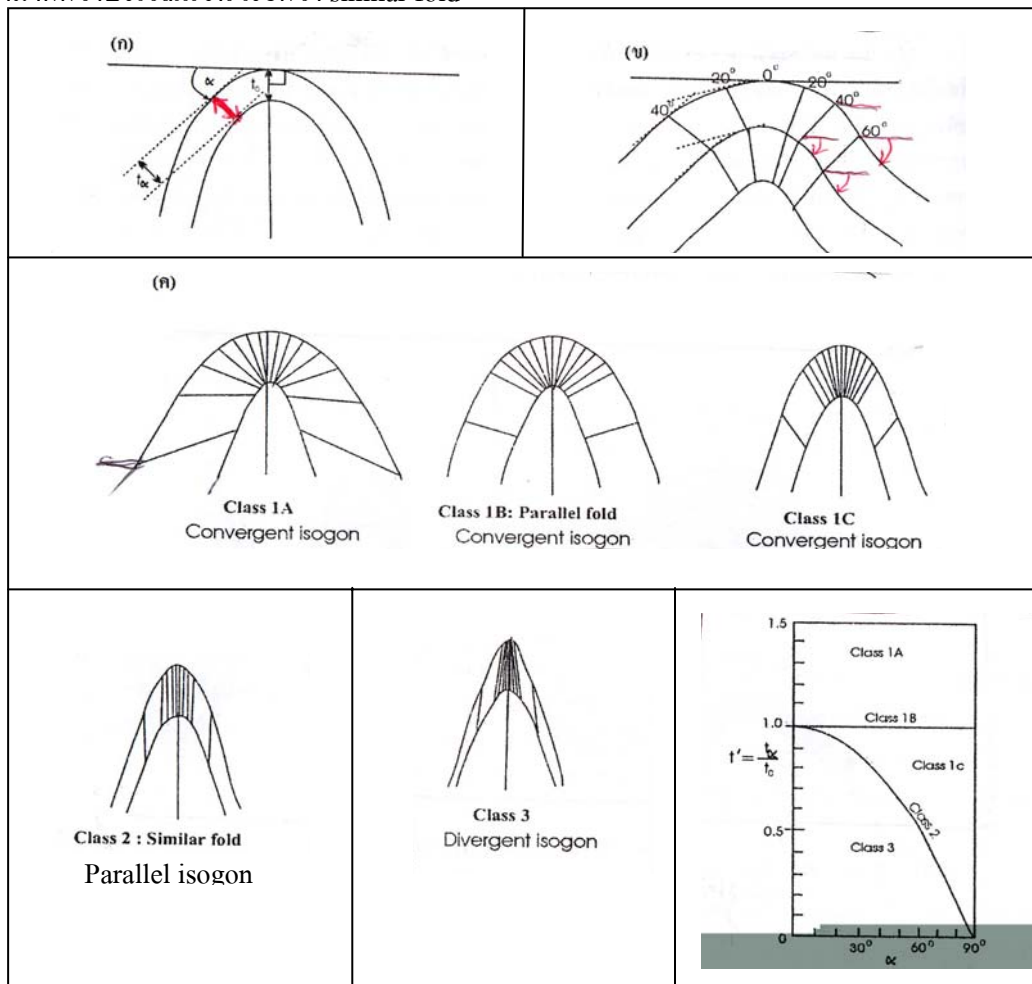 similar fold
(ก)
α
t₀
tα
(ข)
20° 0° 20°
40° 40°
60°
(ค)
Class 1A
Convergent isogon
Class 1B: Parallel fold
Convergent isogon
Class 1C
Convergent isogon
Class 2 : Similar fold
Parallel isogon
Class 3
Divergent isogon
1.5
Class 1A
1.0
Class 1B
t' = tα/t₀
Class 1c
Class 2
0.5
Class 3
0
30° 60° 90°
α